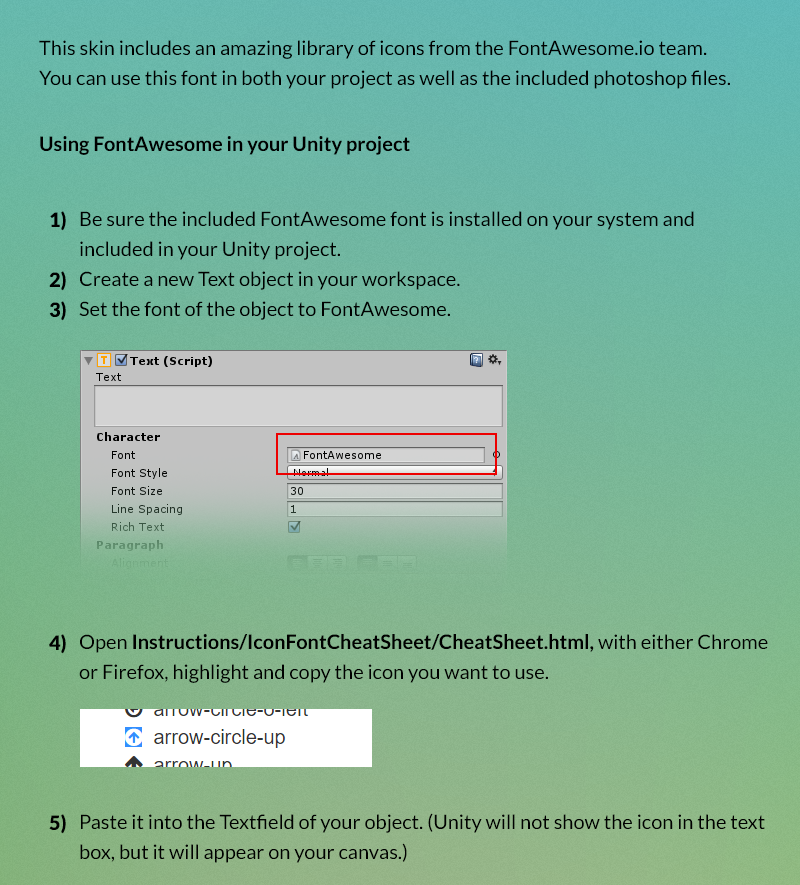 This skin includes an amazing library of icons from the FontAwesome.io team.
You can use this font in both your project as well as the included photoshop files.
Using FontAwesome in your Unity project
1) Be sure the included FontAwesome font is installed on your system and
included in your Unity project.
2) Create a new Text object in your workspace.
3) Set the font of the object to FontAwesome.
T Text (Script)
Text
Character
Font FontAwesome
Font Style Normal
Font Size 30
Line Spacing 1
Rich Text
Paragraph
Alignment
4) Open Instructions/IconFontCheatSheet/CheatSheet.html, with either Chrome
or Firefox, highlight and copy the icon you want to use.
arrow-circle-o-left
arrow-circle-up
arrow-up
5) Paste it into the Textfield of your object. (Unity will not show the icon in the text
box, but it will appear on your canvas.)